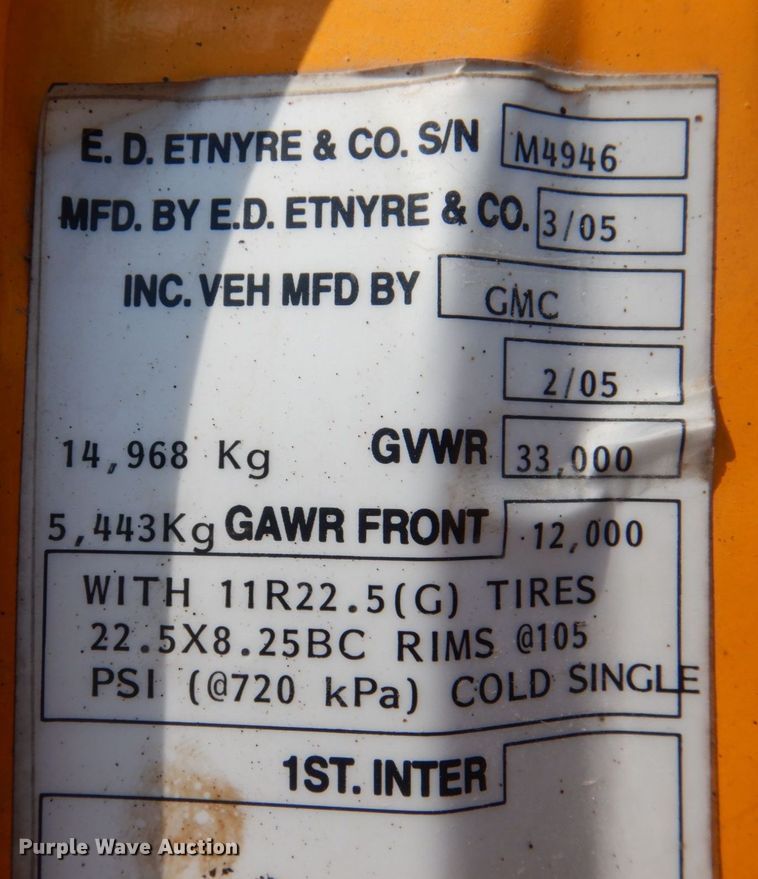 E. D. ETNYRE & CO. S/N M4946
MFD. BY E.D. ETNYRE & CO. 3/05
INC. VEH MFD BY GMC
2/05
14,968 Kg GVWR 33,000
5,443Kg GAWR FRONT 12,000
WITH 11R22.5(G) TIRES
22.5X8.25BC RIMS @105
PSI (@720 kPa) COLD SINGLE
1ST. INTER
Purple Wave Auction